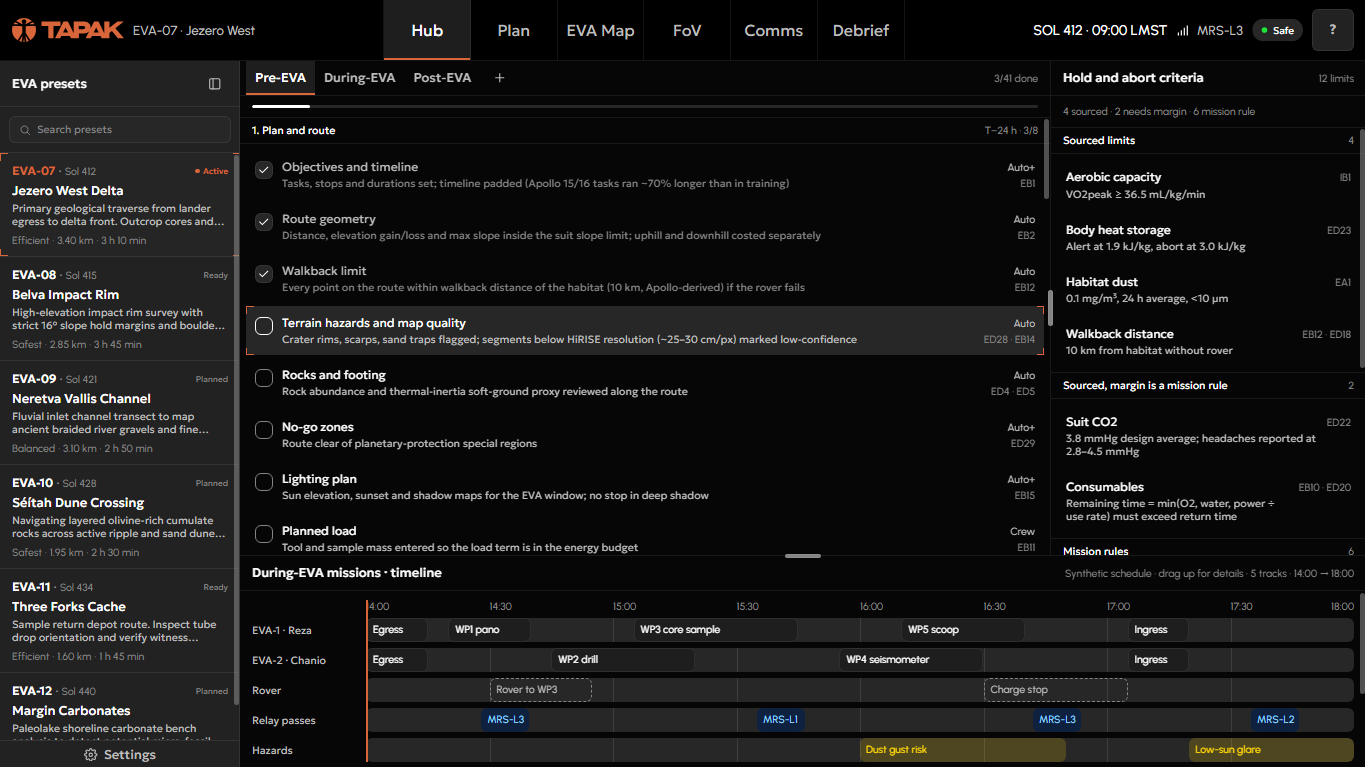 TAPAK EVA-07 · Jezero West
Hub
Plan
EVA Map
FoV
Comms
Debrief
SOL 412 · 09:00 LMST
MRS-L3
Safe
?
EVA presets
Search presets
EVA-07 · Sol 412
Active
Jezero West Delta
Primary geological traverse from lander
egress to delta front. Outcrop cores and...
Efficient · 3.40 km · 3 h 10 min
EVA-08 · Sol 415
Ready
Belva Impact Rim
High-elevation impact rim survey with
strict 16° slope hold margins and boulde...
Safest · 2.85 km · 3 h 45 min
EVA-09 · Sol 421
Planned
Neretva Vallis Channel
Fluvial inlet channel transect to map
ancient braided river gravels and fine...
Balanced · 3.10 km · 2 h 50 min
EVA-10 · Sol 428
Planned
Séítah Dune Crossing
Navigating layered olivine-rich cumulate
rocks across active ripple and sand dune...
Safest · 1.95 km · 2 h 30 min
EVA-11 · Sol 434
Ready
Three Forks Cache
Sample return depot route. Inspect tube
drop orientation and verify witness...
Efficient · 1.60 km · 1 h 45 min
EVA-12 · Sol 440
Planned
Margin Carbonates
Paleolake shoreline carbonate bench
Settings
Pre-EVA
During-EVA
Post-EVA
+
3/41 done
1. Plan and route
T−24 h · 3/8
Objectives and timeline
Auto+
Tasks, stops and durations set; timeline padded (Apollo 15/16 tasks ran ~70% longer than in training)
EB1
Route geometry
Auto
Distance, elevation gain/loss and max slope inside the suit slope limit; uphill and downhill costed separately
EB2
Walkback limit
Auto
Every point on the route within walkback distance of the habitat (10 km, Apollo-derived) if the rover fails
EB12
Terrain hazards and map quality
Auto
Crater rims, scarps, sand traps flagged; segments below HiRISE resolution (~25–30 cm/px) marked low-confidence
ED28 · EB14
Rocks and footing
Auto
Rock abundance and thermal-inertia soft-ground proxy reviewed along the route
ED4 · ED5
No-go zones
Auto+
Route clear of planetary-protection special regions
ED29
Lighting plan
Auto+
Sun elevation, sunset and shadow maps for the EVA window; no stop in deep shadow
EB15
Planned load
Crew
Tool and sample mass entered so the load term is in the energy budget
EB11
Hold and abort criteria
12 limits
4 sourced · 2 needs margin · 6 mission rule
Sourced limits
4
Aerobic capacity
IB1
VO2peak ≥ 36.5 mL/kg/min
Body heat storage
ED23
Alert at 1.9 kJ/kg, abort at 3.0 kJ/kg
Habitat dust
EA1
0.1 mg/m³, 24 h average, <10 µm
Walkback distance
EB12 · ED18
10 km from habitat without rover
Sourced, margin is a mission rule
2
Suit CO2
ED22
3.8 mmHg design average; headaches reported at
2.8–4.5 mmHg
Consumables
EB10 · ED20
Remaining time = min(O2, water, power ÷
use rate) must exceed return time
Mission rules
6
During-EVA missions · timeline
Synthetic schedule · drag up for details · 5 tracks · 14:00 → 18:00
4:00
14:30
15:00
15:30
16:00
16:30
17:00
17:30
18:00
EVA-1 · Reza
Egress
WP1 pano
WP3 core sample
WP5 scoop
Ingress
EVA-2 · Chanio
Egress
WP2 drill
WP4 seismometer
Ingress
Rover
Rover to WP3
Charge stop
Relay passes
MRS-L3
MRS-L1
MRS-L3
MRS-L2
Hazards
Dust gust risk
Low-sun glare